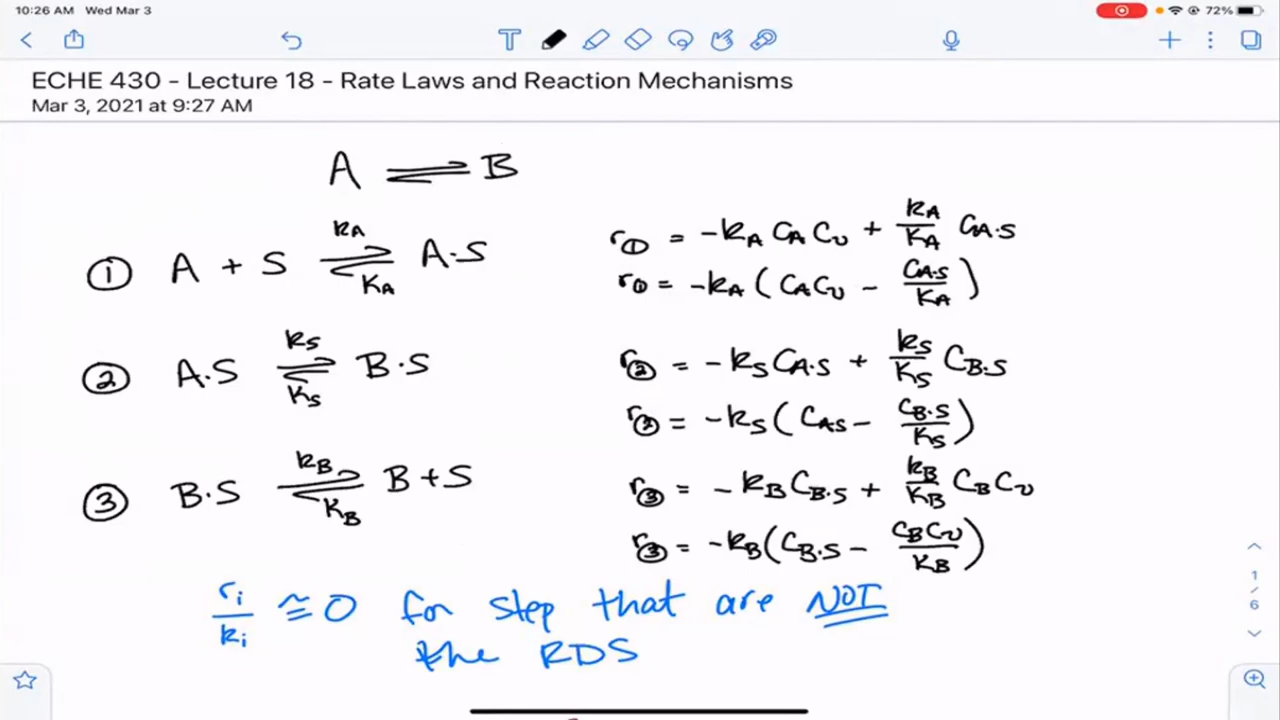 10:26 AM Wed Mar 3 72%
ECHE 430 - Lecture 18 - Rate Laws and Reaction Mechanisms
Mar 3, 2021 at 9:27 AM
A ⇌ B
① A + S ⇌ A·S kA KA
r① = -kA CA Cv + kA/KA CA·S
r① = -kA ( CA Cv - CA·S/KA )
② A·S ⇌ B·S kS KS
r② = -kS CA·S + kS/KS CB·S
r② = -kS ( CAS - CB·S/KS )
③ B·S ⇌ B + S kB KB
r③ = -kB CB·S + kB/KB CB Cv
r③ = -kB ( CB·S - CB Cv/KB )
ri/ki ≅ 0 for step that are NOT
the RDS
1 / 6